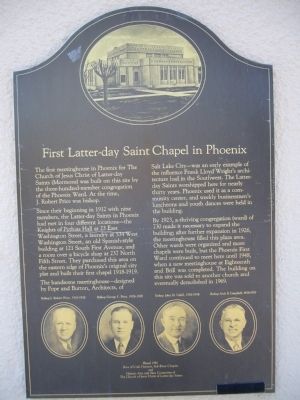 First Latter-day Saint Chapel in Phoenix
The first meetinghouse in Phoenix for The
Church of Jesus Christ of Latter-day
Saints (Mormons) was built on this site by
the three-hundred-member congregation
of the Phoenix Ward. At the time,
J. Robert Price was bishop.
Since their beginning in 1912 with nine
members, the Latter-day Saints in Phoenix
had met in four different locations—the
Knights of Pythias Hall at 23 East
Washington Street, a laundry at 334 West
Washington Street, an old Spanish-style
building at 121 South First Avenue, and
a room over a bicycle shop at 237 North
Fifth Street. They purchased this area on
the eastern edge of Phoenix's original city
plat and built their first chapel 1918-1919.
The handsome meetinghouse—designed
by Pope and Burton, Architects, of
Salt Lake City—was an early example of
the influence Frank Lloyd Wright's archi-
tecture had in the Southwest. The Latter-
day Saints worshipped here for nearly
thirty years. Phoenix used it as a com-
munity center, and weekly businessmen's
luncheons and youth dances were held in
the building.
By 1923, a thriving congregation (ward) of
730 made it necessary to expand the
building; after further expansion in 1926,
the meetinghouse filled this plaza area.
Other wards were organized and more
chapels were built, but the Phoenix First
Ward continued to meet here until 1948,
when a new meetinghouse at Eighteenth
and Brill was completed. The building on
this site was sold to another church and
eventually demolished in 1969.